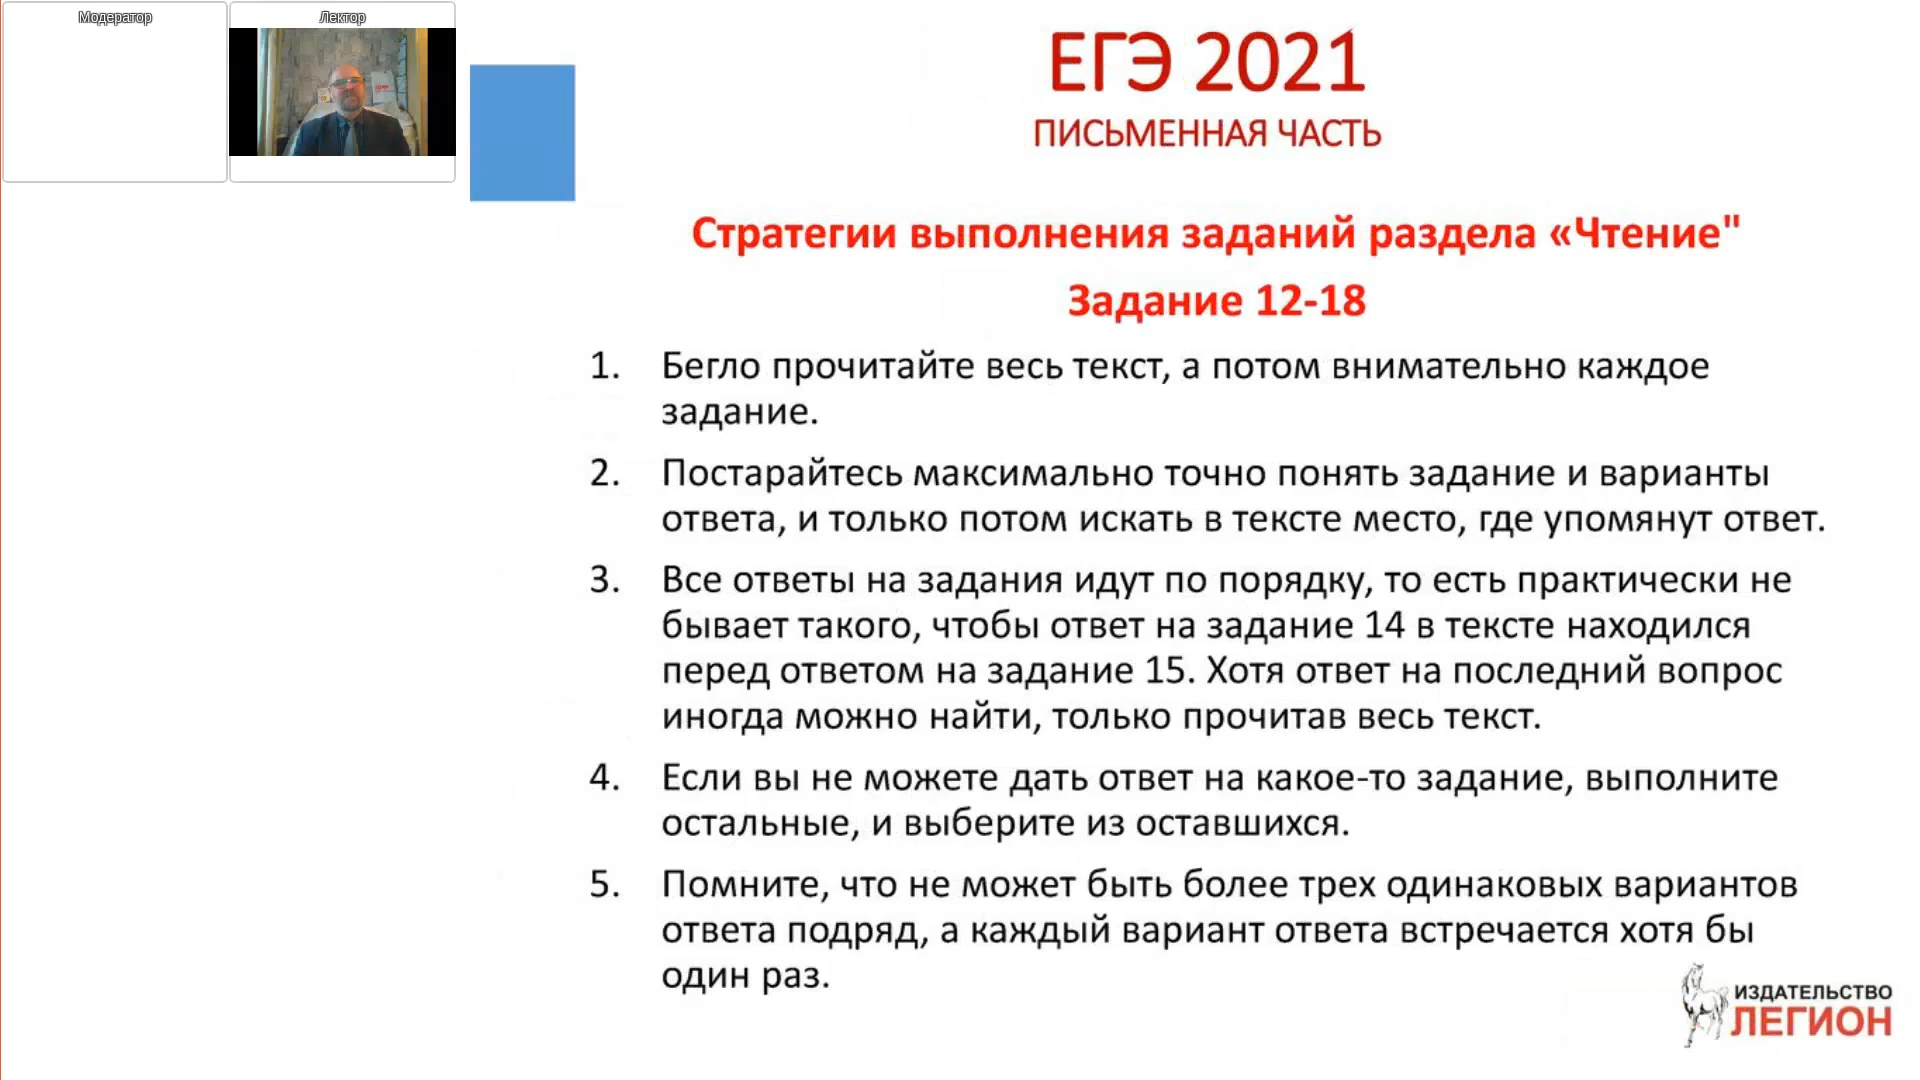 Модератор
Лектор
ЕГЭ 2021
ПИСЬМЕННАЯ ЧАСТЬ
Стратегии выполнения заданий раздела «Чтение"
Задание 12-18
1. Бегло прочитайте весь текст, а потом внимательно каждое
задание.
2. Постарайтесь максимально точно понять задание и варианты
ответа, и только потом искать в тексте место, где упомянут ответ.
3. Все ответы на задания идут по порядку, то есть практически не
бывает такого, чтобы ответ на задание 14 в тексте находился
перед ответом на задание 15. Хотя ответ на последний вопрос
иногда можно найти, только прочитав весь текст.
4. Если вы не можете дать ответ на какое-то задание, выполните
остальные, и выберите из оставшихся.
5. Помните, что не может быть более трех одинаковых вариантов
ответа подряд, а каждый вариант ответа встречается хотя бы
один раз.
ИЗДАТЕЛЬСТВО
ЛЕГИОН